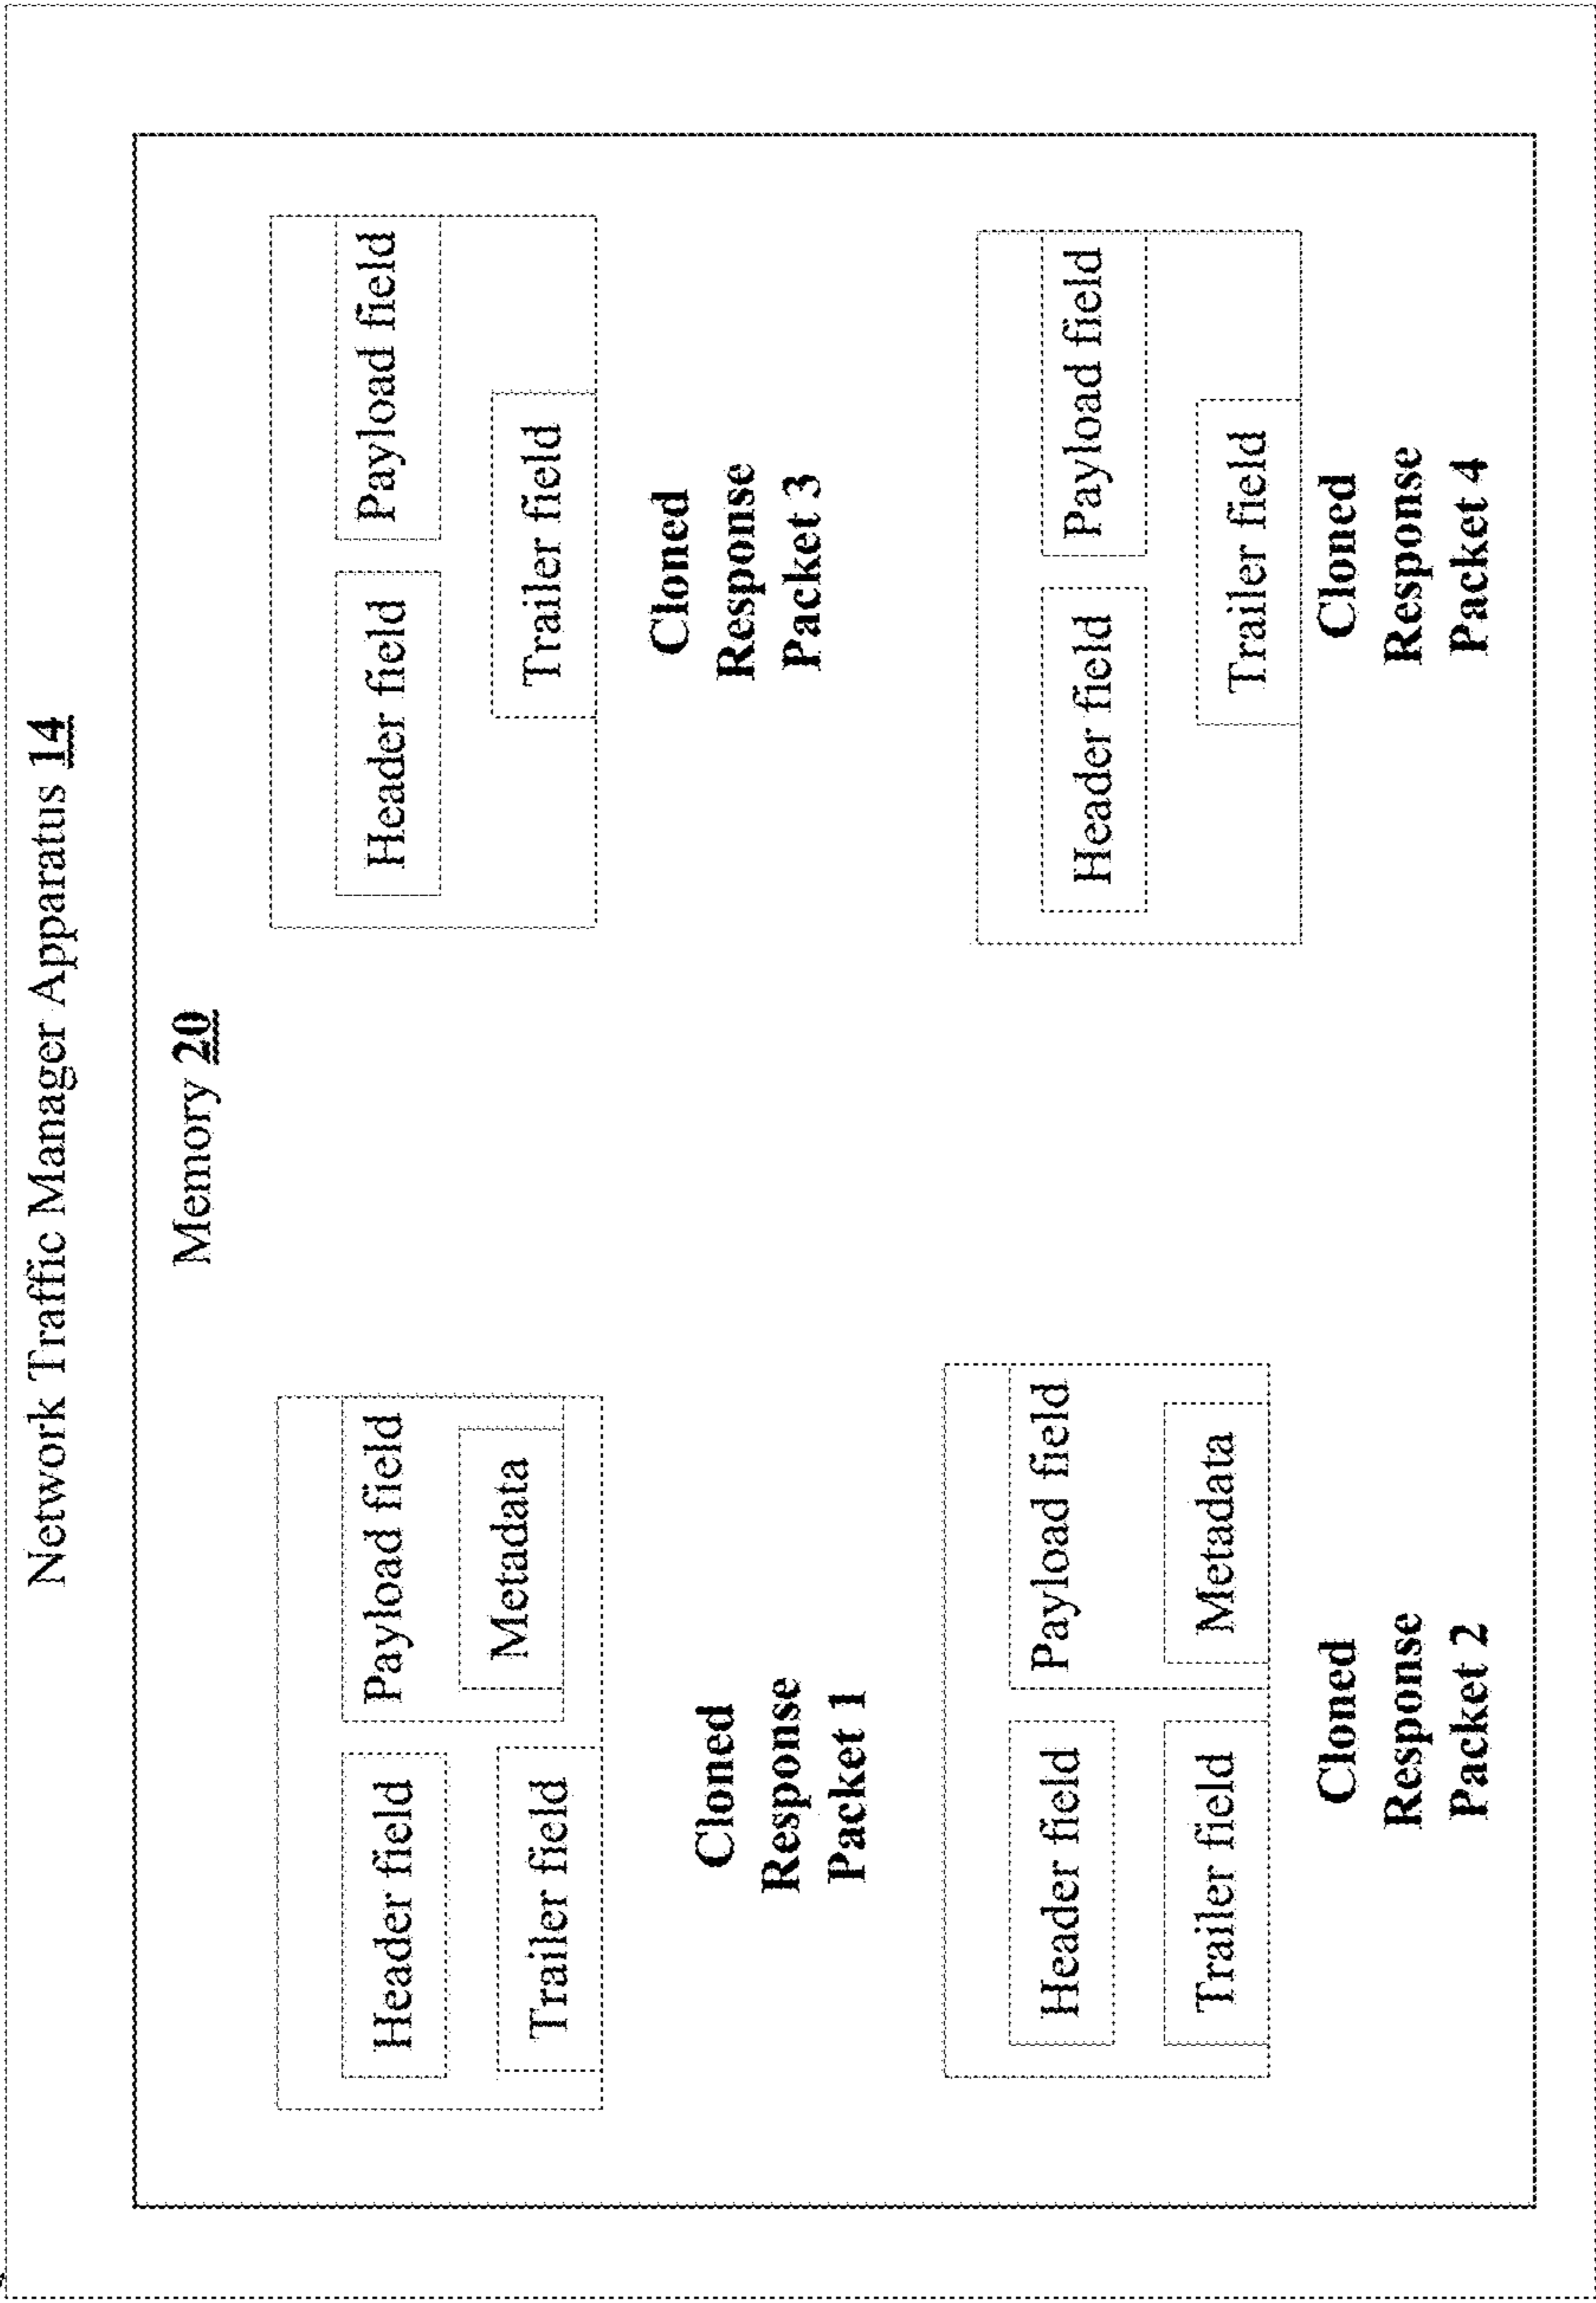 Network Traffic Manager Apparatus 14
Memory 20
Header field
Payload field
Metadata
Trailer field
Cloned
Response
Packet 1
Header field
Payload field
Trailer field
Cloned
Response
Packet 3
Header field
Payload field
Metadata
Trailer field
Cloned
Response
Packet 2
Header field
Payload field
Trailer field
Cloned
Response
Packet 4